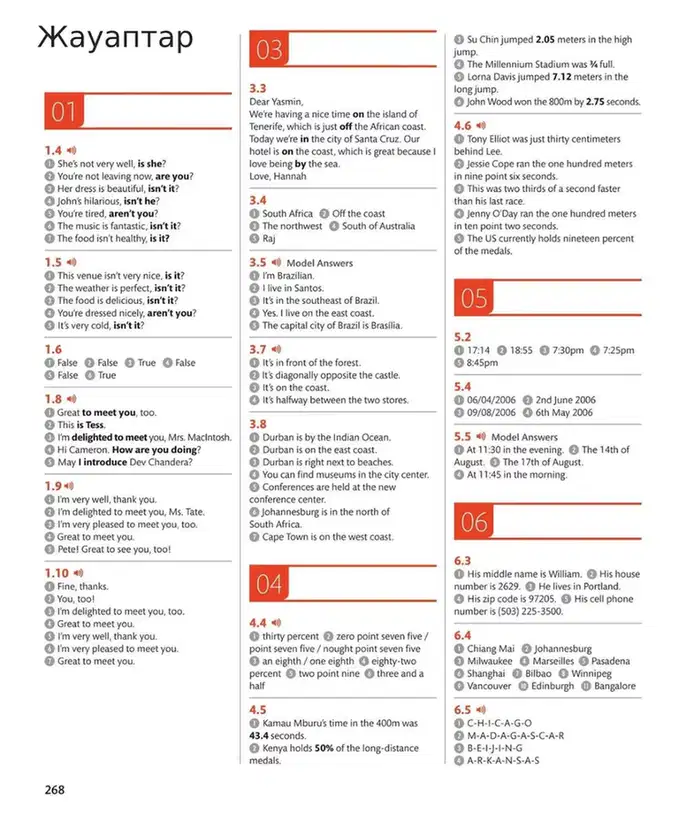 Жауаптар
01
1.4
1 She's not very well, is she?
2 You're not leaving now, are you?
3 Her dress is beautiful, isn't it?
4 John's hilarious, isn't he?
5 You're tired, aren't you?
6 The music is fantastic, isn't it?
7 The food isn't healthy, is it?
1.5
1 This venue isn't very nice, is it?
2 The weather is perfect, isn't it?
3 The food is delicious, isn't it?
4 You're dressed nicely, aren't you?
5 It's very cold, isn't it?
1.6
1 False 2 False 3 True 4 False
5 False 6 True
1.8
1 Great to meet you, too.
2 This is Tess.
3 I'm delighted to meet you, Mrs. MacIntosh.
4 Hi Cameron. How are you doing?
5 May I introduce Dev Chandera?
1.9
1 I'm very well, thank you.
2 I'm delighted to meet you, Ms. Tate.
3 I'm very pleased to meet you, too.
4 Great to meet you.
5 Pete! Great to see you, too!
1.10
1 Fine, thanks.
2 You, too!
3 I'm delighted to meet you, too.
4 Great to meet you.
5 I'm very well, thank you.
6 I'm very pleased to meet you.
7 Great to meet you.
268
03
3.3
Dear Yasmin,
We're having a nice time on the island of
Tenerife, which is just off the African coast.
Today we're in the city of Santa Cruz. Our
hotel is on the coast, which is great because I
love being by the sea.
Love, Hannah
3.4
1 South Africa 2 Off the coast
3 The northwest 4 South of Australia
5 Raj
3.5 Model Answers
1 I'm Brazilian.
2 I live in Santos.
3 It's in the southeast of Brazil.
4 Yes. I live on the east coast.
5 The capital city of Brazil is Brasília.
3.7
1 It's in front of the forest.
2 It's diagonally opposite the castle.
3 It's on the coast.
4 It's halfway between the two stores.
3.8
1 Durban is by the Indian Ocean.
2 Durban is on the east coast.
3 Durban is right next to beaches.
4 You can find museums in the city center.
5 Conferences are held at the new
conference center.
6 Johannesburg is in the north of
South Africa.
7 Cape Town is on the west coast.
04
4.4
1 thirty percent 2 zero point seven five /
point seven five / nought point seven five
3 an eighth / one eighth 4 eighty-two
percent 5 two point nine 6 three and a
half
4.5
1 Kamau Mburu's time in the 400m was
43.4 seconds.
2 Kenya holds 50% of the long-distance
medals.
3 Su Chin jumped 2.05 meters in the high
jump.
4 The Millennium Stadium was ¾ full.
5 Lorna Davis jumped 7.12 meters in the
long jump.
6 John Wood won the 800m by 2.75 seconds.
4.6
1 Tony Elliot was just thirty centimeters
behind Lee.
2 Jessie Cope ran the one hundred meters
in nine point six seconds.
3 This was two thirds of a second faster
than his last race.
4 Jenny O'Day ran the one hundred meters
in ten point two seconds.
5 The US currently holds nineteen percent
of the medals.
05
5.2
1 17:14 2 18:55 3 7:30pm 4 7:25pm
5 8:45pm
5.4
1 06/04/2006 2 2nd June 2006
3 09/08/2006 4 6th May 2006
5.5 Model Answers
1 At 11:30 in the evening. 2 The 14th of
August. 3 The 17th of August.
4 At 11:45 in the morning.
06
6.3
1 His middle name is William. 2 His house
number is 2629. 3 He lives in Portland.
4 His zip code is 97205. 5 His cell phone
number is (503) 225-3500.
6.4
1 Chiang Mai 2 Johannesburg
3 Milwaukee 4 Marseilles 5 Pasadena
6 Shanghai 7 Bilbao 8 Winnipeg
9 Vancouver 10 Edinburgh 11 Bangalore
6.5
1 C-H-I-C-A-G-O
2 M-A-D-A-G-A-S-C-A-R
3 B-E-I-J-I-N-G
4 A-R-K-A-N-S-A-S